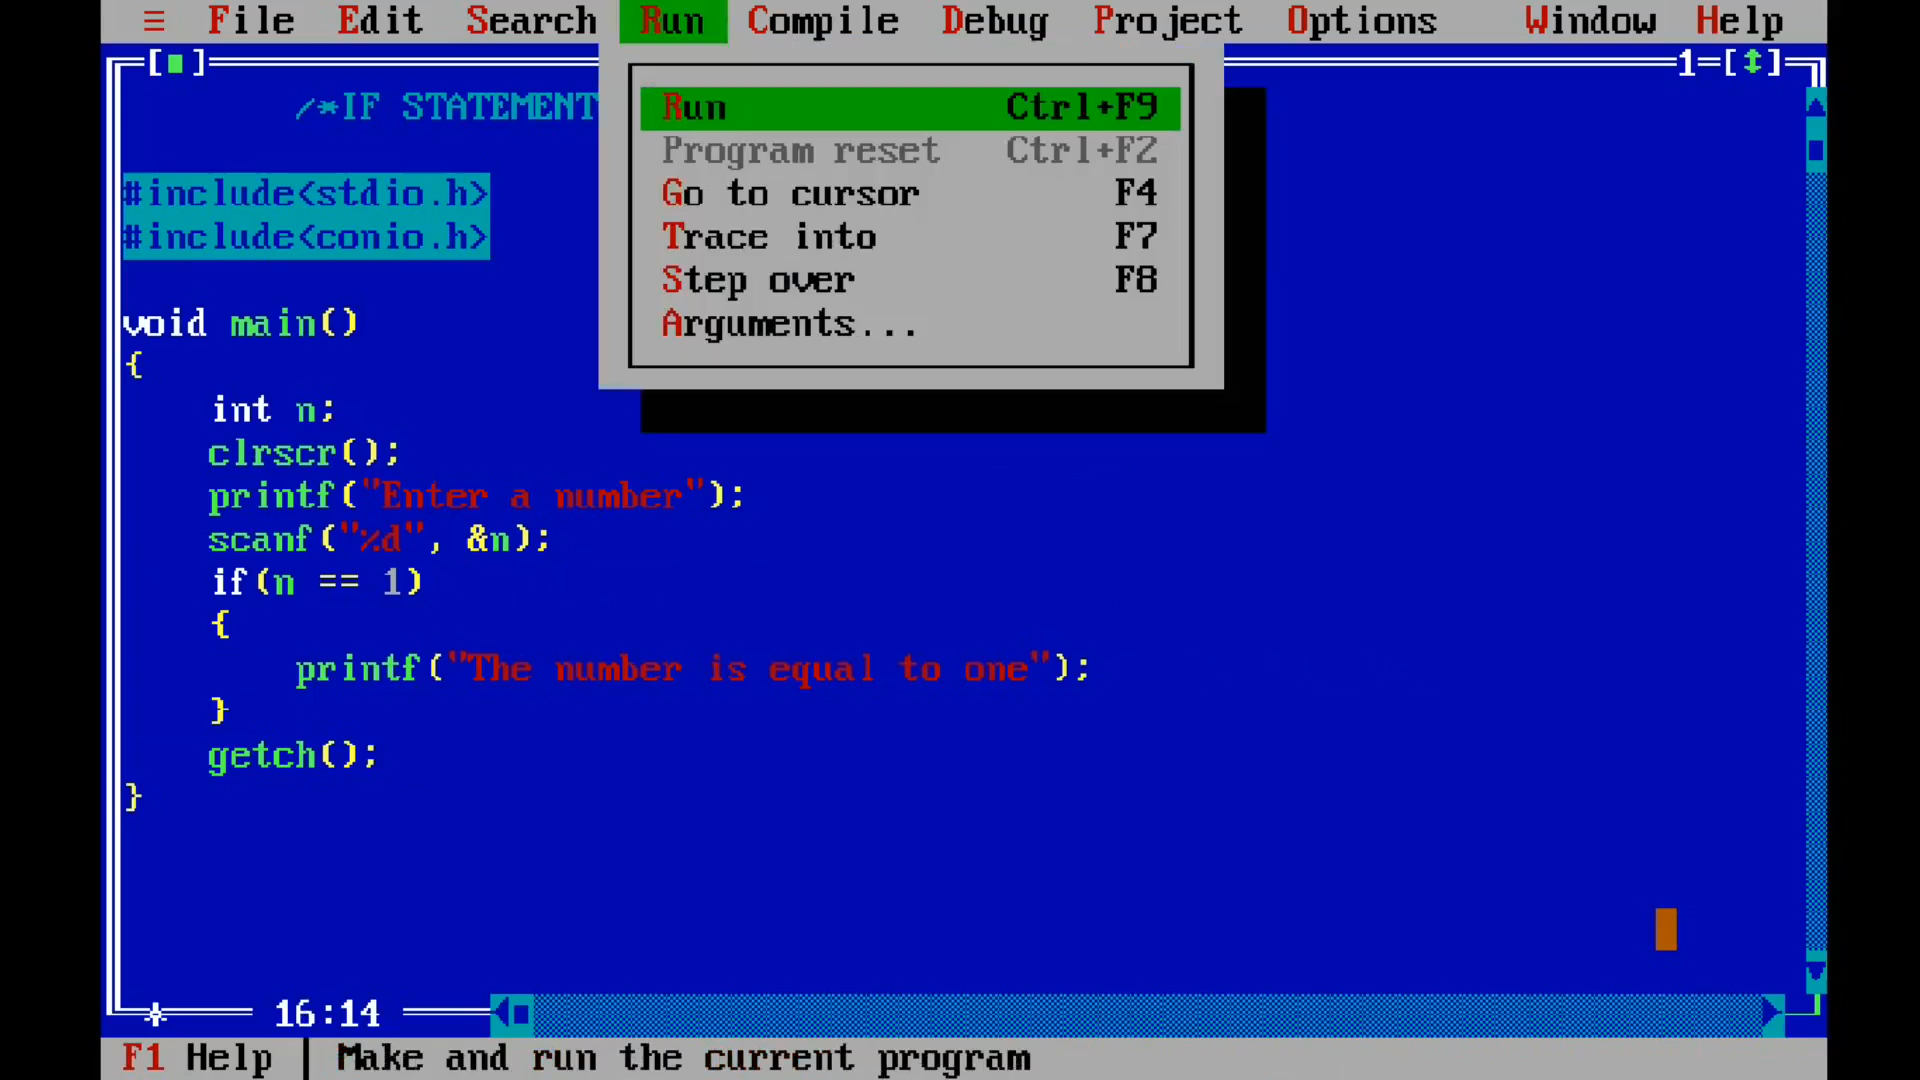 ≡ File Edit Search Run Compile Debug Project Options Window Help
1
/*IF STATEMENT
Run Ctrl+F9
Program reset Ctrl+F2
Go to cursor F4
Trace into F7
Step over F8
Arguments...
#include<stdio.h>
#include<conio.h>
void main()
{
int n;
clrscr();
printf("Enter a number");
scanf("%d", &n);
if(n == 1)
{
printf("The number is equal to one");
}
getch();
}
* 16:14
F1 Help | Make and run the current program